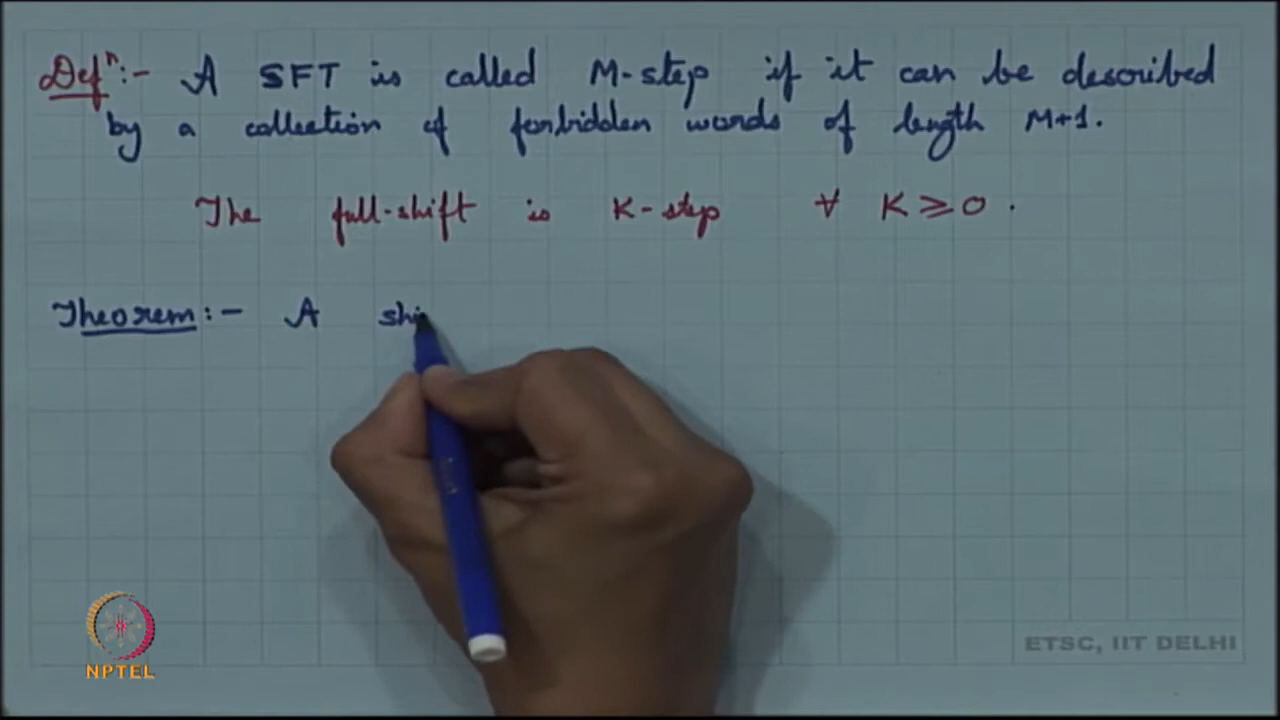 Defⁿ:- A SFT is called M-step if it can be described
by a collection of forbidden words of length M+1.
The full-shift is K-step ∀ K ≥ 0 .
Theorem:- A shi
NPTEL
ETSC, IIT DELHI